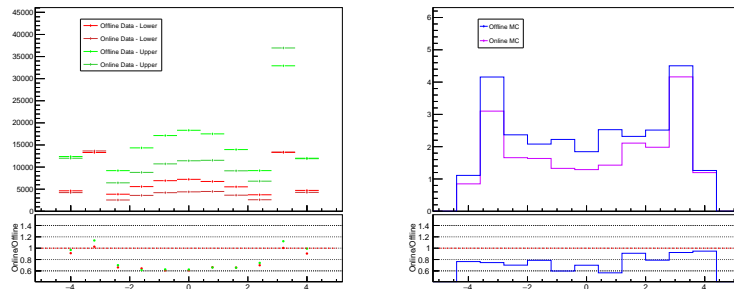 45000
40000
35000
30000
25000
20000
15000
10000
5000
0
Offline Data - Lower
Online Data - Lower
Offline Data - Upper
Online Data - Upper
Online/Offline
1.4
1.2
1
0.8
0.6
−4 −2 0 2 4
6
5
4
3
2
1
0
Offline MC
Online MC
Online/Offline
1.4
1.2
1
0.8
0.6
−4 −2 0 2 4